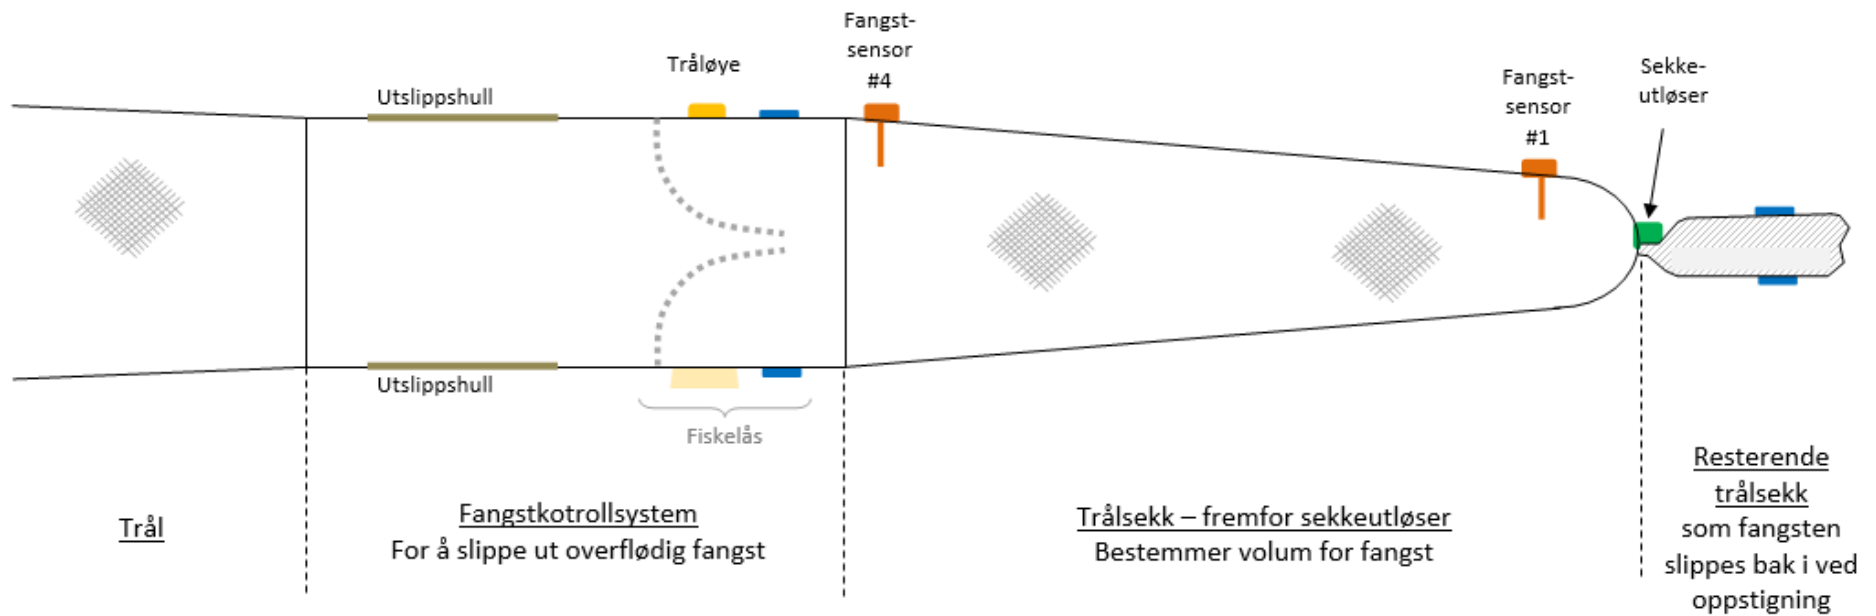 Fangst-
sensor
#4
Tråløye
Utslippshull
Fangst-
sensor
#1
Sekke-
utløser
Utslippshull
Fiskelås
Trål
Fangstkotrollsystem
For å slippe ut overflødig fangst
Trålsekk – fremfor sekkeutløser
Bestemmer volum for fangst
Resterende
trålsekk
som fangsten
slippes bak i ved
oppstigning